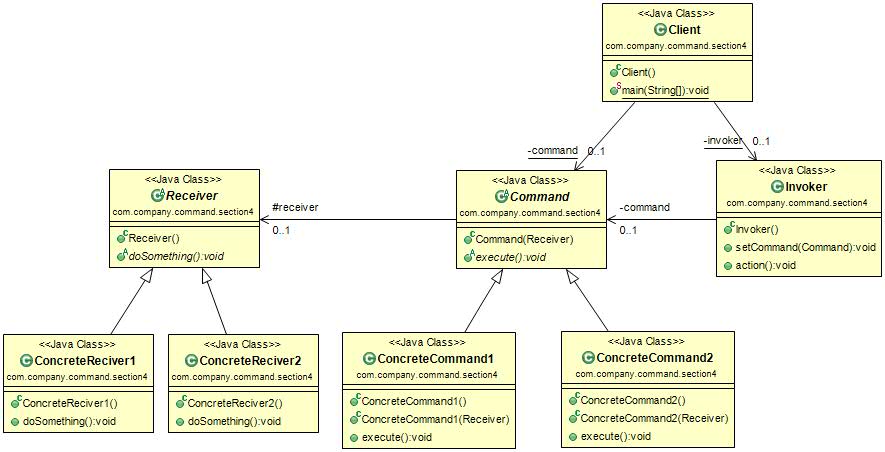 <<Java Class>>
Client
com.company.command.section4
Client()
main(String[]):void
-command
0..1
-invoker
0..1
<<Java Class>>
Receiver
com.company.command.section4
Receiver()
doSomething():void
#receiver
0..1
<<Java Class>>
Command
com.company.command.section4
Command(Receiver)
execute():void
-command
0..1
<<Java Class>>
Invoker
com.company.command.section4
Invoker()
setCommand(Command):void
action():void
<<Java Class>>
ConcreteReciver1
com.company.command.section4
ConcreteReciver1()
doSomething():void
<<Java Class>>
ConcreteReciver2
com.company.command.section4
ConcreteReciver2()
doSomething():void
<<Java Class>>
ConcreteCommand1
com.company.command.section4
ConcreteCommand1()
ConcreteCommand1(Receiver)
execute():void
<<Java Class>>
ConcreteCommand2
com.company.command.section4
ConcreteCommand2()
ConcreteCommand2(Receiver)
execute():void